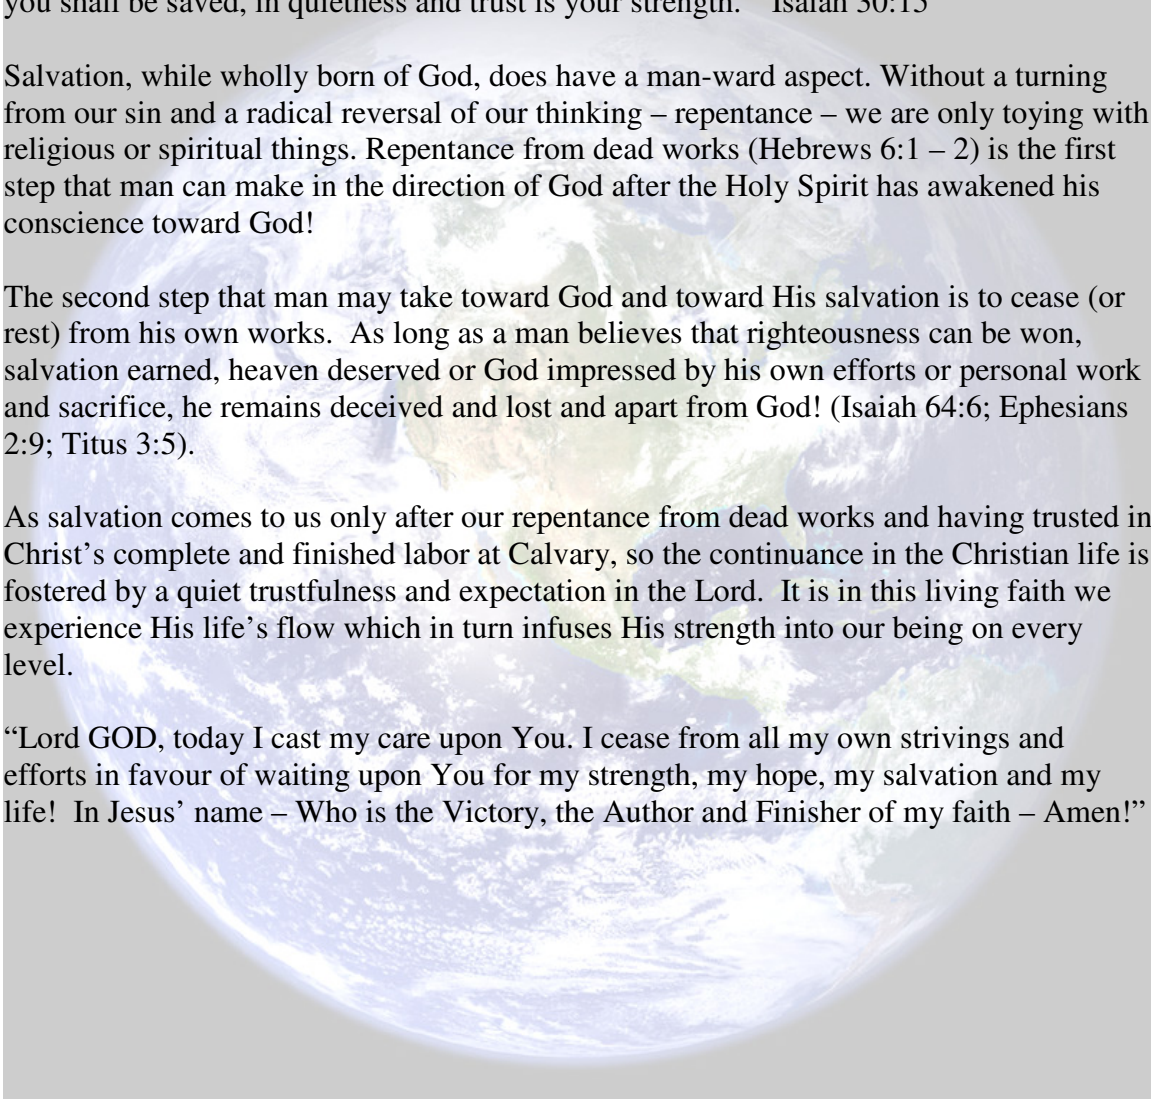 you shall be saved, in quietness and trust is your strength.” Isaiah 30:15
Salvation, while wholly born of God, does have a man-ward aspect. Without a turning
from our sin and a radical reversal of our thinking – repentance – we are only toying with
religious or spiritual things. Repentance from dead works (Hebrews 6:1 – 2) is the first
step that man can make in the direction of God after the Holy Spirit has awakened his
conscience toward God!
The second step that man may take toward God and toward His salvation is to cease (or
rest) from his own works.  As long as a man believes that righteousness can be won,
salvation earned, heaven deserved or God impressed by his own efforts or personal work
and sacrifice, he remains deceived and lost and apart from God! (Isaiah 64:6; Ephesians
2:9; Titus 3:5).
As salvation comes to us only after our repentance from dead works and having trusted in
Christ’s complete and finished labor at Calvary, so the continuance in the Christian life is
fostered by a quiet trustfulness and expectation in the Lord.  It is in this living faith we
experience His life’s flow which in turn infuses His strength into our being on every
level.
“Lord GOD, today I cast my care upon You. I cease from all my own strivings and
efforts in favour of waiting upon You for my strength, my hope, my salvation and my
life!  In Jesus’ name – Who is the Victory, the Author and Finisher of my faith – Amen!”